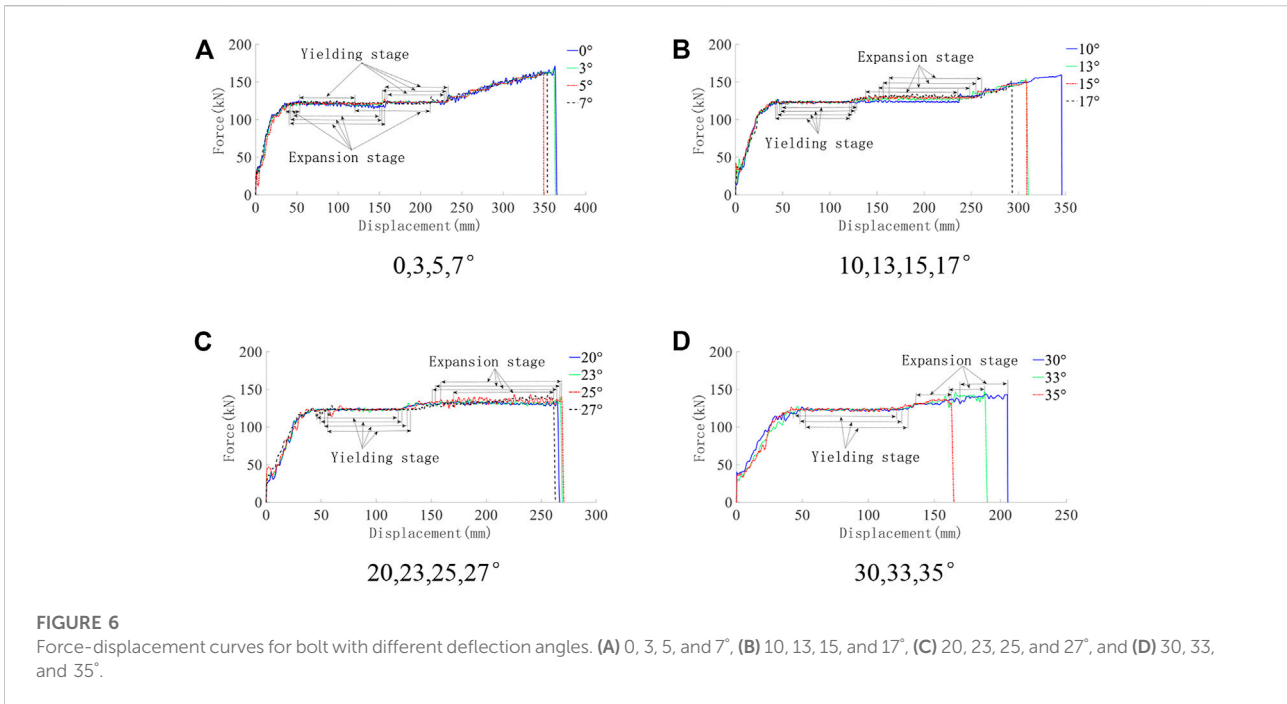 A
200
150
100
50
0
Force(kN)
0 50 100 150 200 250 300 350 400
Displacement(mm)
Yielding stage
Expansion stage
0°
3°
5°
7°
0,3,5,7°
B
200
150
100
50
0
Force(kN)
0 50 100 150 200 250 300 350
Displacement(mm)
Expansion stage
Yielding stage
10°
13°
15°
17°
10,13,15,17°
C
200
150
100
50
0
Force(kN)
0 50 100 150 200 250 300
Displacement(mm)
Expansion stage
Yielding stage
20°
23°
25°
27°
20,23,25,27°
D
200
150
100
50
0
Force(kN)
0 50 100 150 200 250
Displacement(mm)
Expansion stage
Yielding stage
30°
33°
35°
30,33,35°
FIGURE 6
Force-displacement curves for bolt with different deflection angles. (A) 0, 3, 5, and 7°, (B) 10, 13, 15, and 17°, (C) 20, 23, 25, and 27°, and (D) 30, 33,
and 35°.